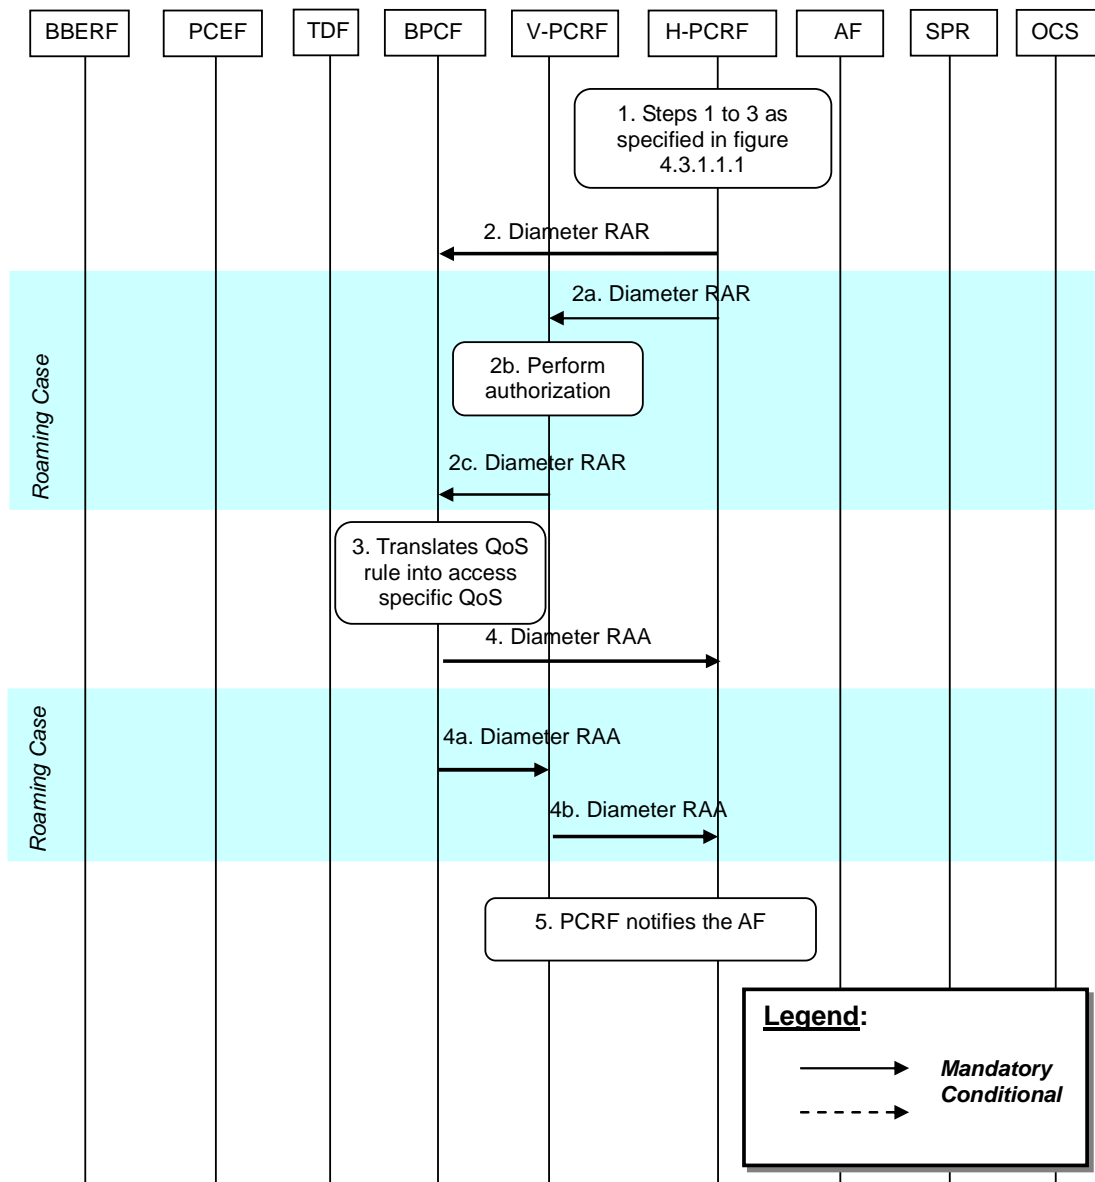 BBERF PCEF TDF BPCF V-PCRF H-PCRF AF SPR OCS
1. Steps 1 to 3 as
specified in figure
4.3.1.1.1
2. Diameter RAR
Roaming Case
2a. Diameter RAR
2b. Perform
authorization
2c. Diameter RAR
3. Translates QoS
rule into access
specific QoS
4. Diameter RAA
Roaming Case
4a. Diameter RAA
4b. Diameter RAA
5. PCRF notifies the AF
Legend:
Mandatory
Conditional